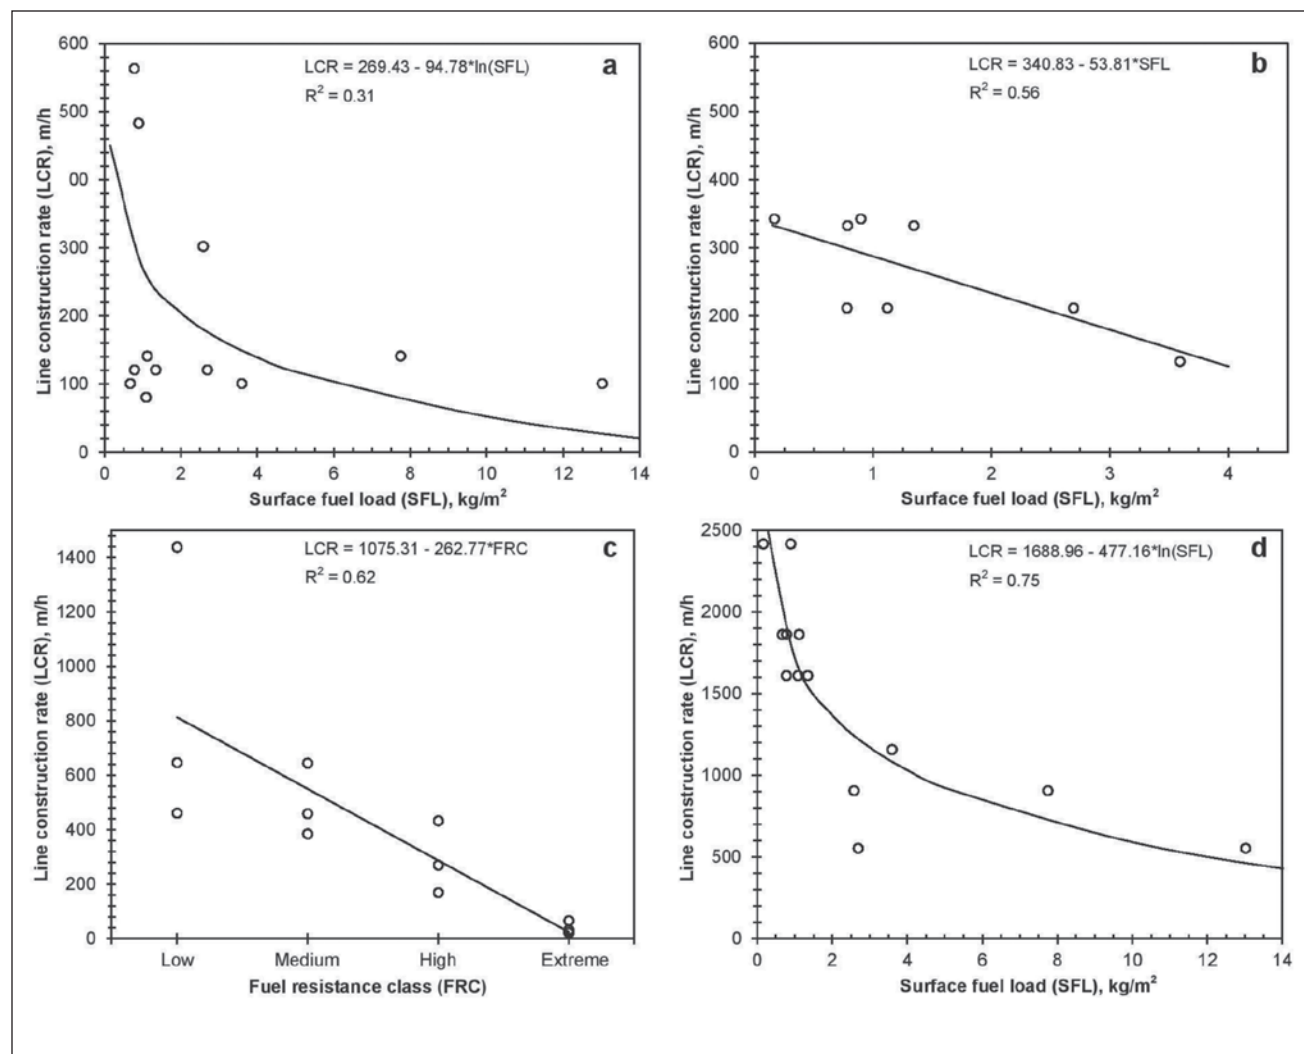 LCR = 269.43 - 94.78*ln(SFL)
R² = 0.31
a
Line construction rate (LCR), m/h
600
500
00
300
200
100
0
0 2 4 6 8 10 12 14
Surface fuel load (SFL), kg/m²
LCR = 340.83 - 53.81*SFL
R² = 0.56
b
Line construction rate (LCR), m/h
600
500
400
300
200
100
0
0 1 2 3 4
Surface fuel load (SFL), kg/m²
LCR = 1075.31 - 262.77*FRC
R² = 0.62
c
Line construction rate (LCR), m/h
1400
1200
1000
800
600
400
200
0
Low Medium High Extreme
Fuel resistance class (FRC)
LCR = 1688.96 - 477.16*ln(SFL)
R² = 0.75
d
Line construction rate (LCR), m/h
2500
2000
1500
1000
500
0
0 2 4 6 8 10 12 14
Surface fuel load (SFL), kg/m²